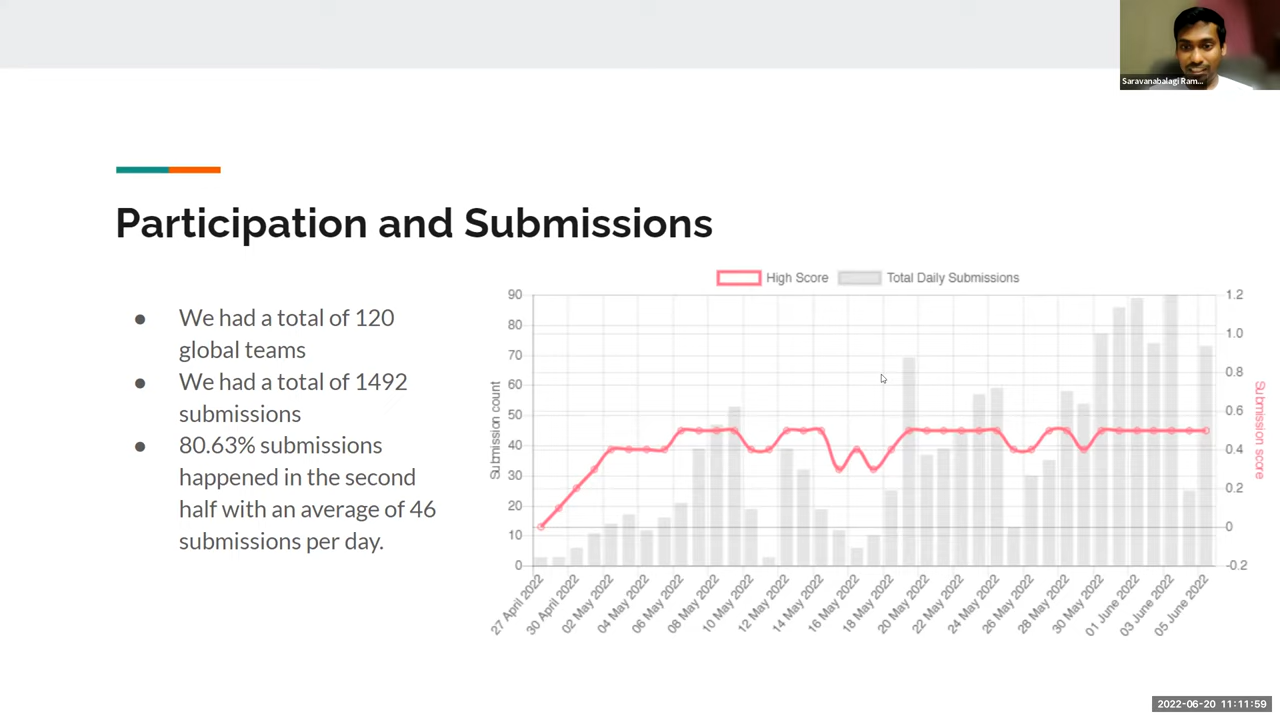 Saravanabalagi Ram...
Participation and Submissions
● We had a total of 120
global teams
● We had a total of 1492
submissions
● 80.63% submissions
happened in the second
half with an average of 46
submissions per day.
High Score
Total Daily Submissions
Submission count
90
80
70
60
50
40
30
20
10
0
1.2
1.0
0.8
0.6
0.4
0.2
0
-0.2
Submission score
27 April 2022
30 April 2022
02 May 2022
04 May 2022
06 May 2022
08 May 2022
10 May 2022
12 May 2022
14 May 2022
16 May 2022
18 May 2022
20 May 2022
22 May 2022
24 May 2022
26 May 2022
28 May 2022
30 May 2022
01 June 2022
03 June 2022
05 June 2022
2022-06-20 11:11:59